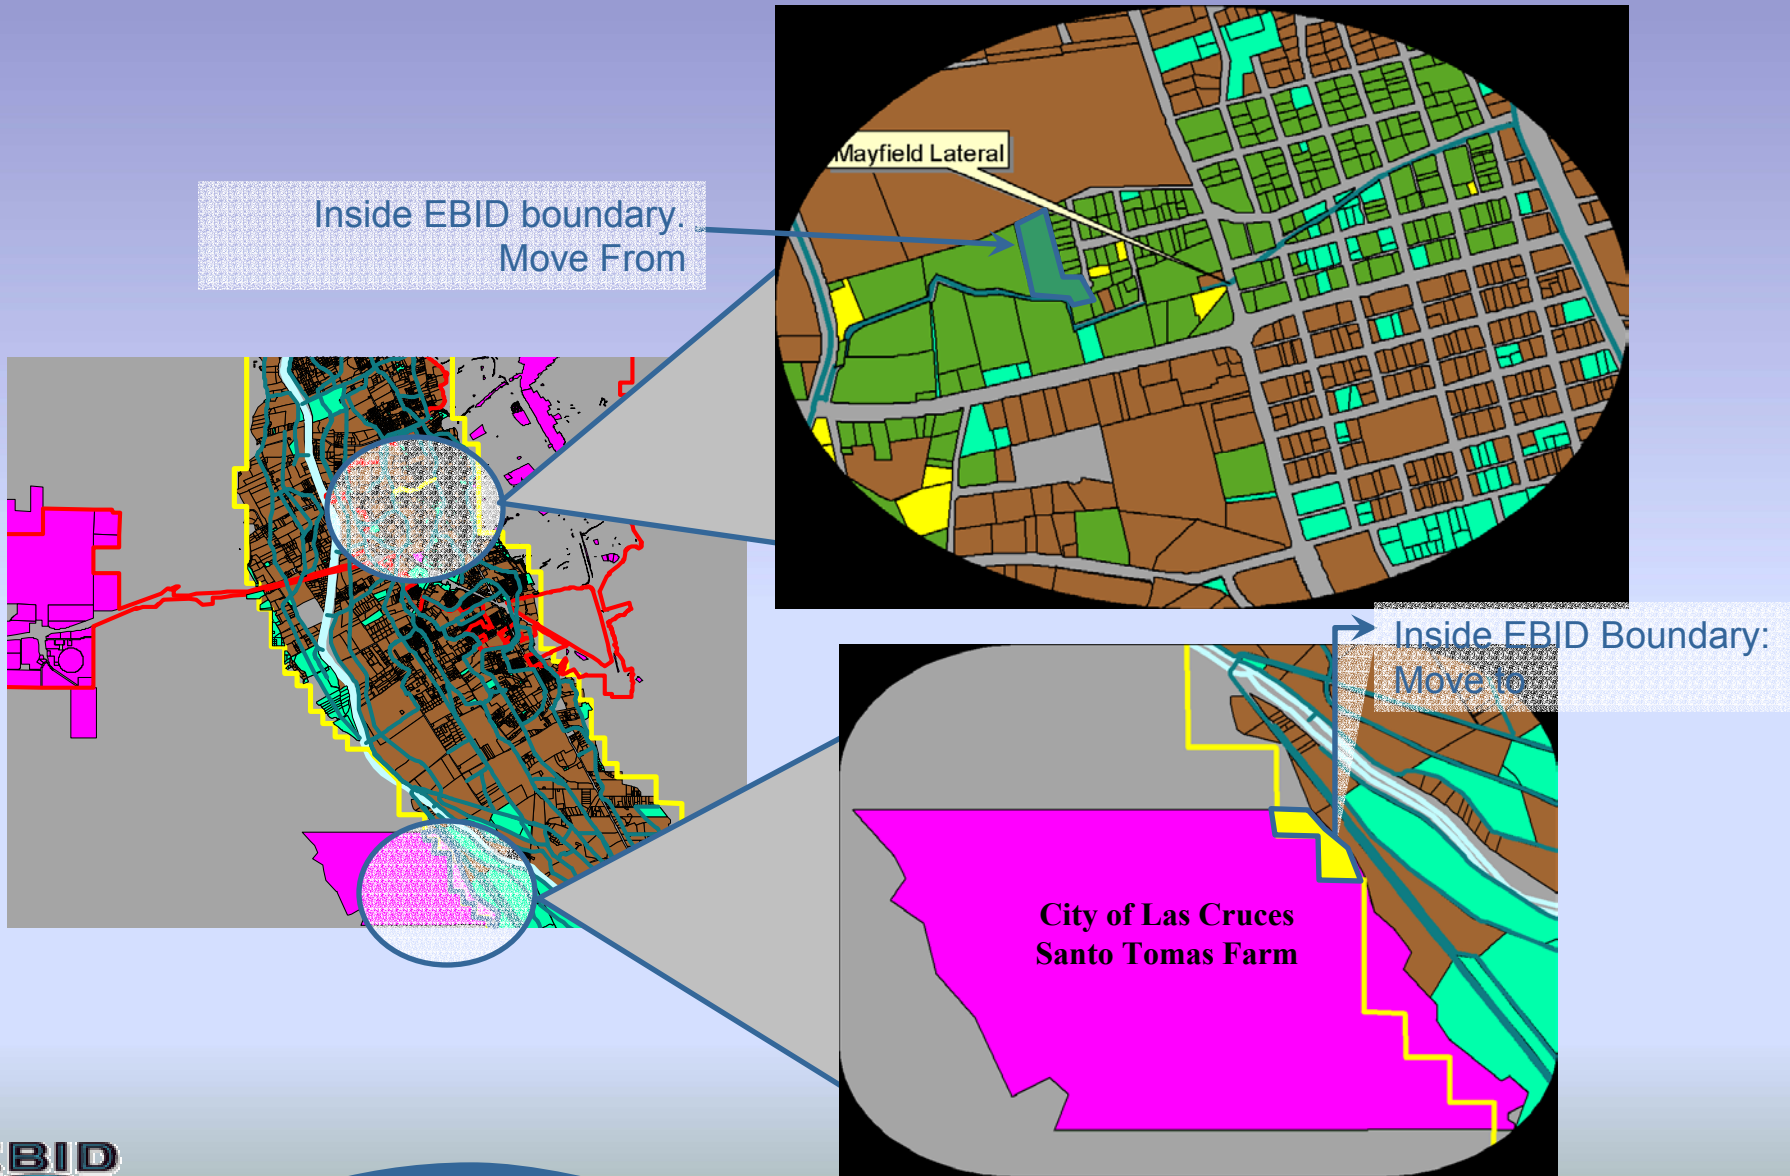 Mayfield Lateral
Inside EBID boundary.
Move From
Inside EBID Boundary:
Move to
City of Las Cruces
Santo Tomas Farm
EBID